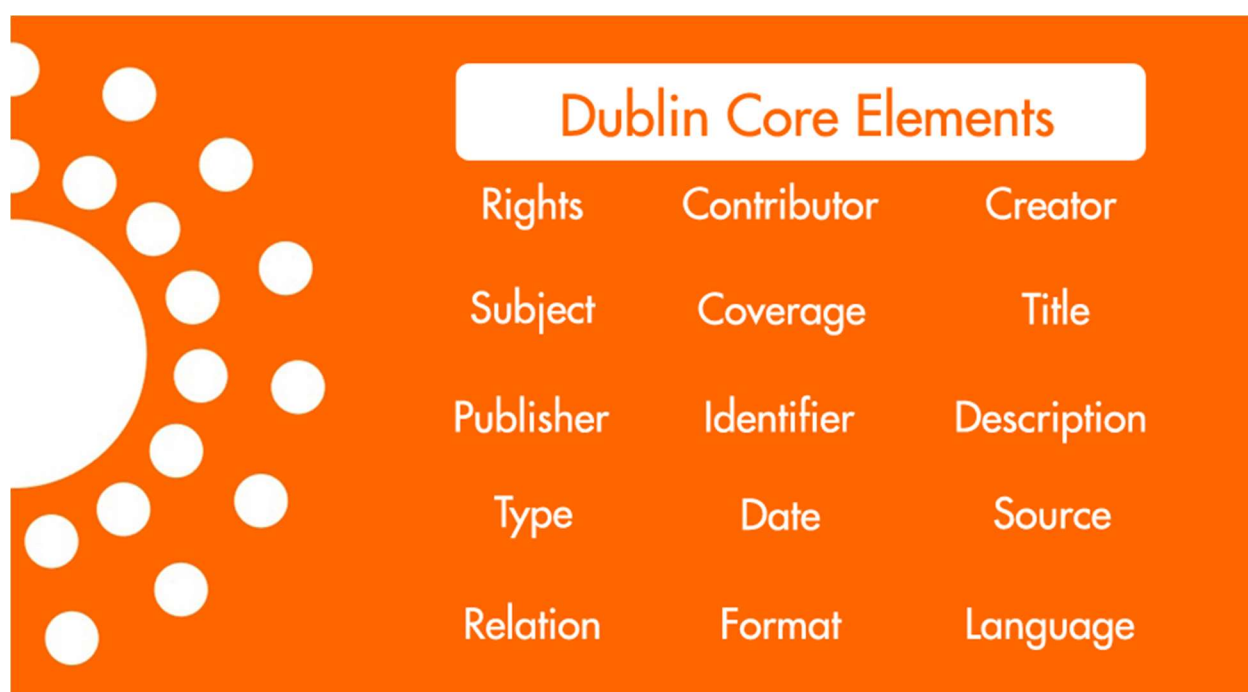 Dublin Core Elements
Rights Contributor Creator
Subject Coverage Title
Publisher Identifier Description
Type Date Source
Relation Format Language